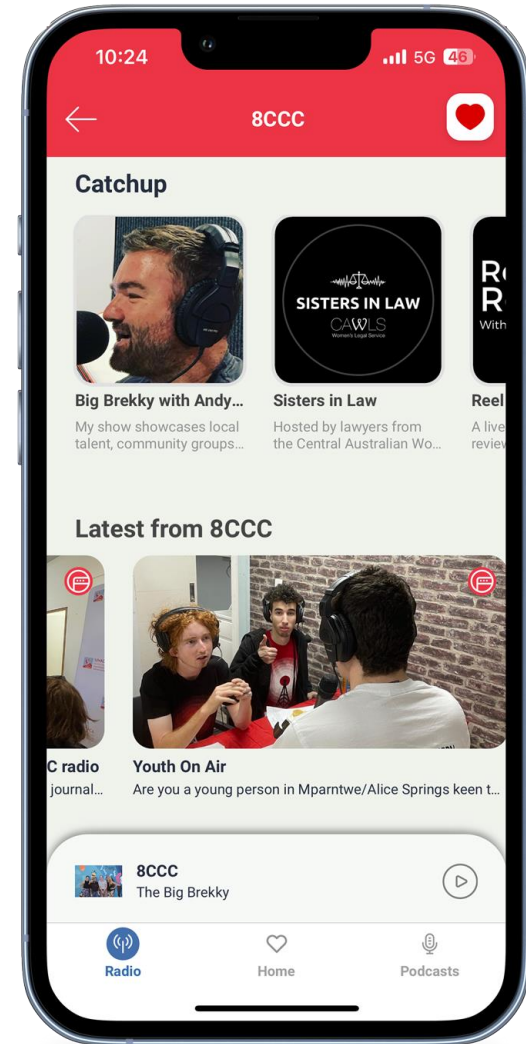 10:24
5G
46
8CCC
Catchup
SISTERS IN LAW
CAWLS
Women's Legal Service
R
With
Big Brekky with Andy...
My show showcases local
talent, community groups...
Sisters in Law
Hosted by lawyers from
the Central Australian Wo...
Reel
A live
review
Latest from 8CCC
C radio
journal...
Youth On Air
Are you a young person in Mparntwe/Alice Springs keen t...
8CCC
The Big Brekky
Radio
Home
Podcasts